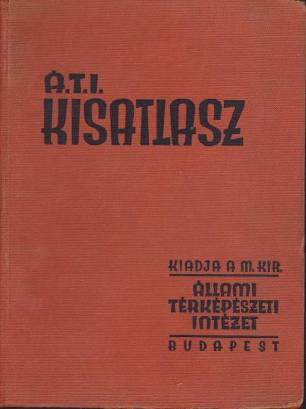 Á.T.I.
KISATLASZ
KIADJA A M. KIR.
ÁLLAMI
TÉRKÉPÉSZETI
INTÉZET
BUDAPEST